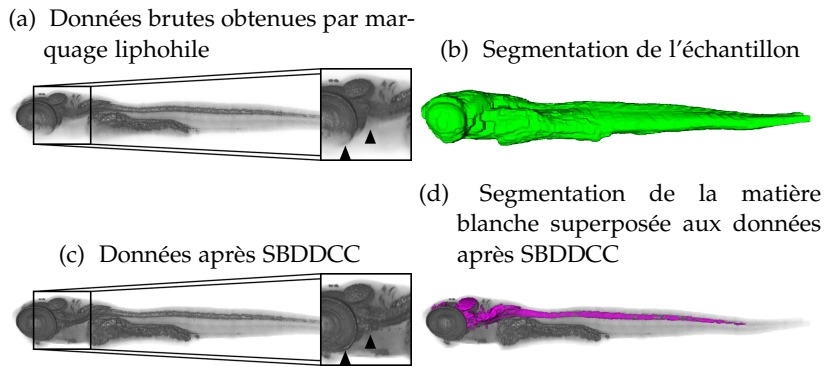 (a) Données brutes obtenues par mar-
quage liphohile
(b) Segmentation de l'échantillon
(c) Données après SBDDCC
(d) Segmentation de la matière
blanche superposée aux données
après SBDDCC